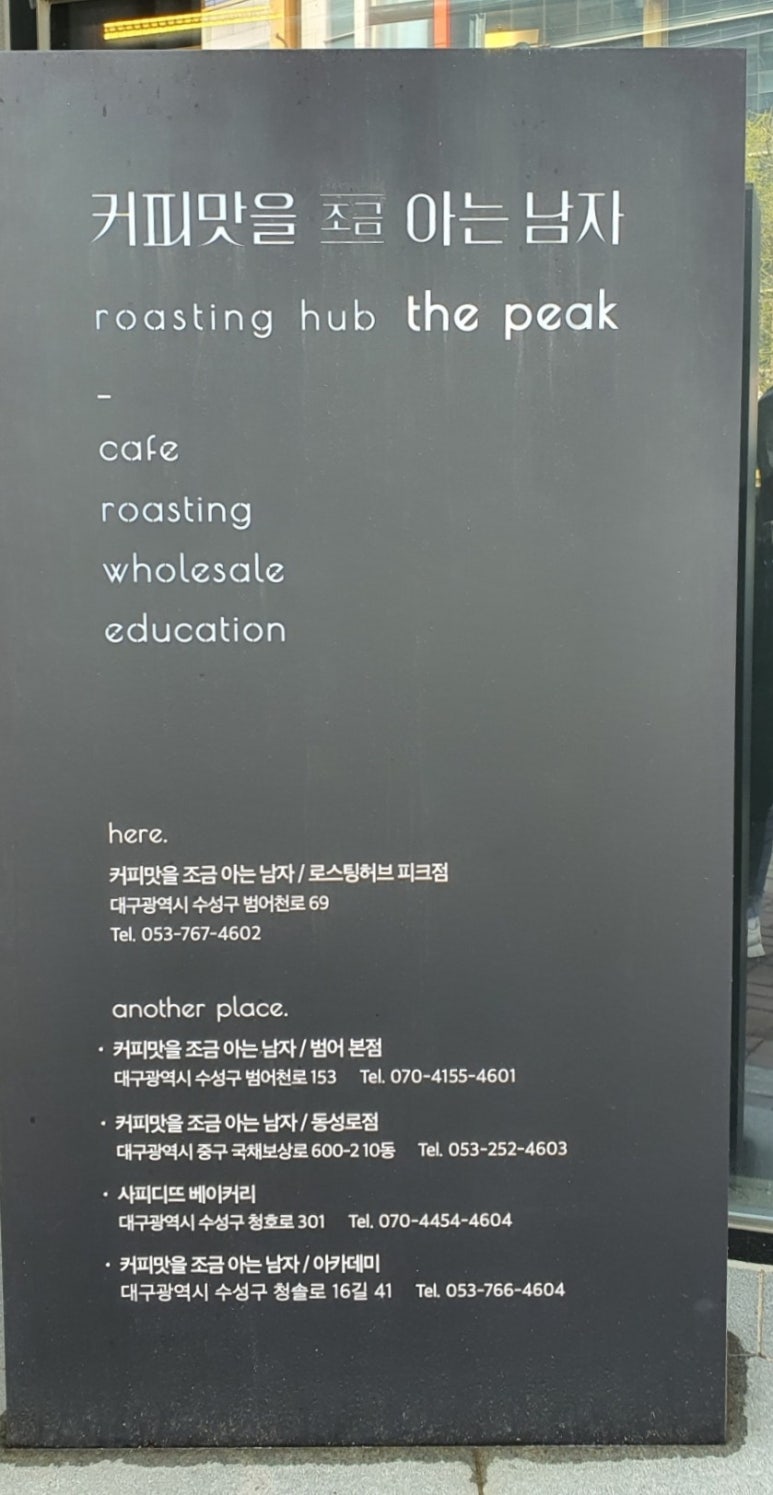 커피맛을 조금 아는 남자
roasting hub the peak
-
cafe
roasting
wholesale
education
here.
커피맛을 조금 아는 남자 / 로스팅허브 피크점
대구광역시 수성구 범어천로 69
Tel. 053-767-4602
another place.
· 커피맛을 조금 아는 남자 / 범어 본점
대구광역시 수성구 범어천로 153 Tel. 070-4155-4601
· 커피맛을 조금 아는 남자 / 동성로점
대구광역시 중구 국채보상로 600-2 10동 Tel. 053-252-4603
· 사피디뜨 베이커리
대구광역시 수성구 청호로 301 Tel. 070-4454-4604
· 커피맛을 조금 아는 남자 / 아카데미
대구광역시 수성구 청솔로 16길 41 Tel. 053-766-4604